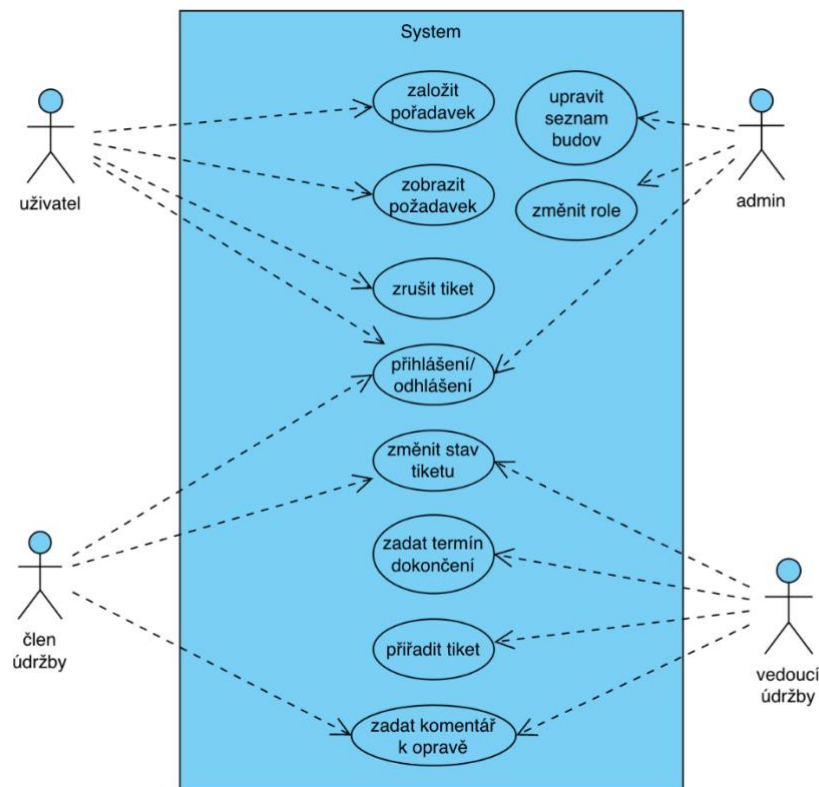 System
založit
pořadavek
upravit
seznam
budov
uživatel
admin
zobrazit
požadavek
změnit role
zrušit tiket
přihlášení/
odhlášení
změnit stav
tiketu
zadat termín
dokončení
člen
údržby
přiřadit tiket
vedoucí
údržby
zadat komentář
k opravě